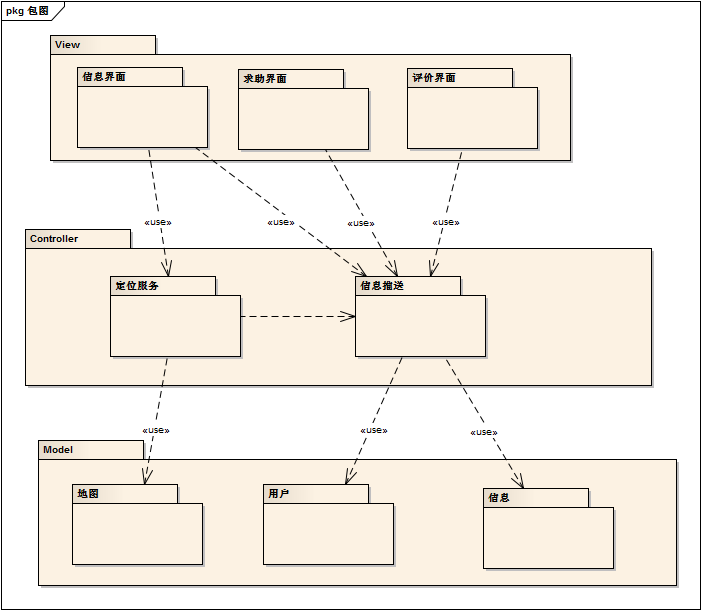 pkg 包图
View
信息界面
求助界面
评价界面
«use»
«use»
«use»
«use»
Controller
定位服务
信息推送
«use»
«use»
«use»
Model
地图
用户
信息